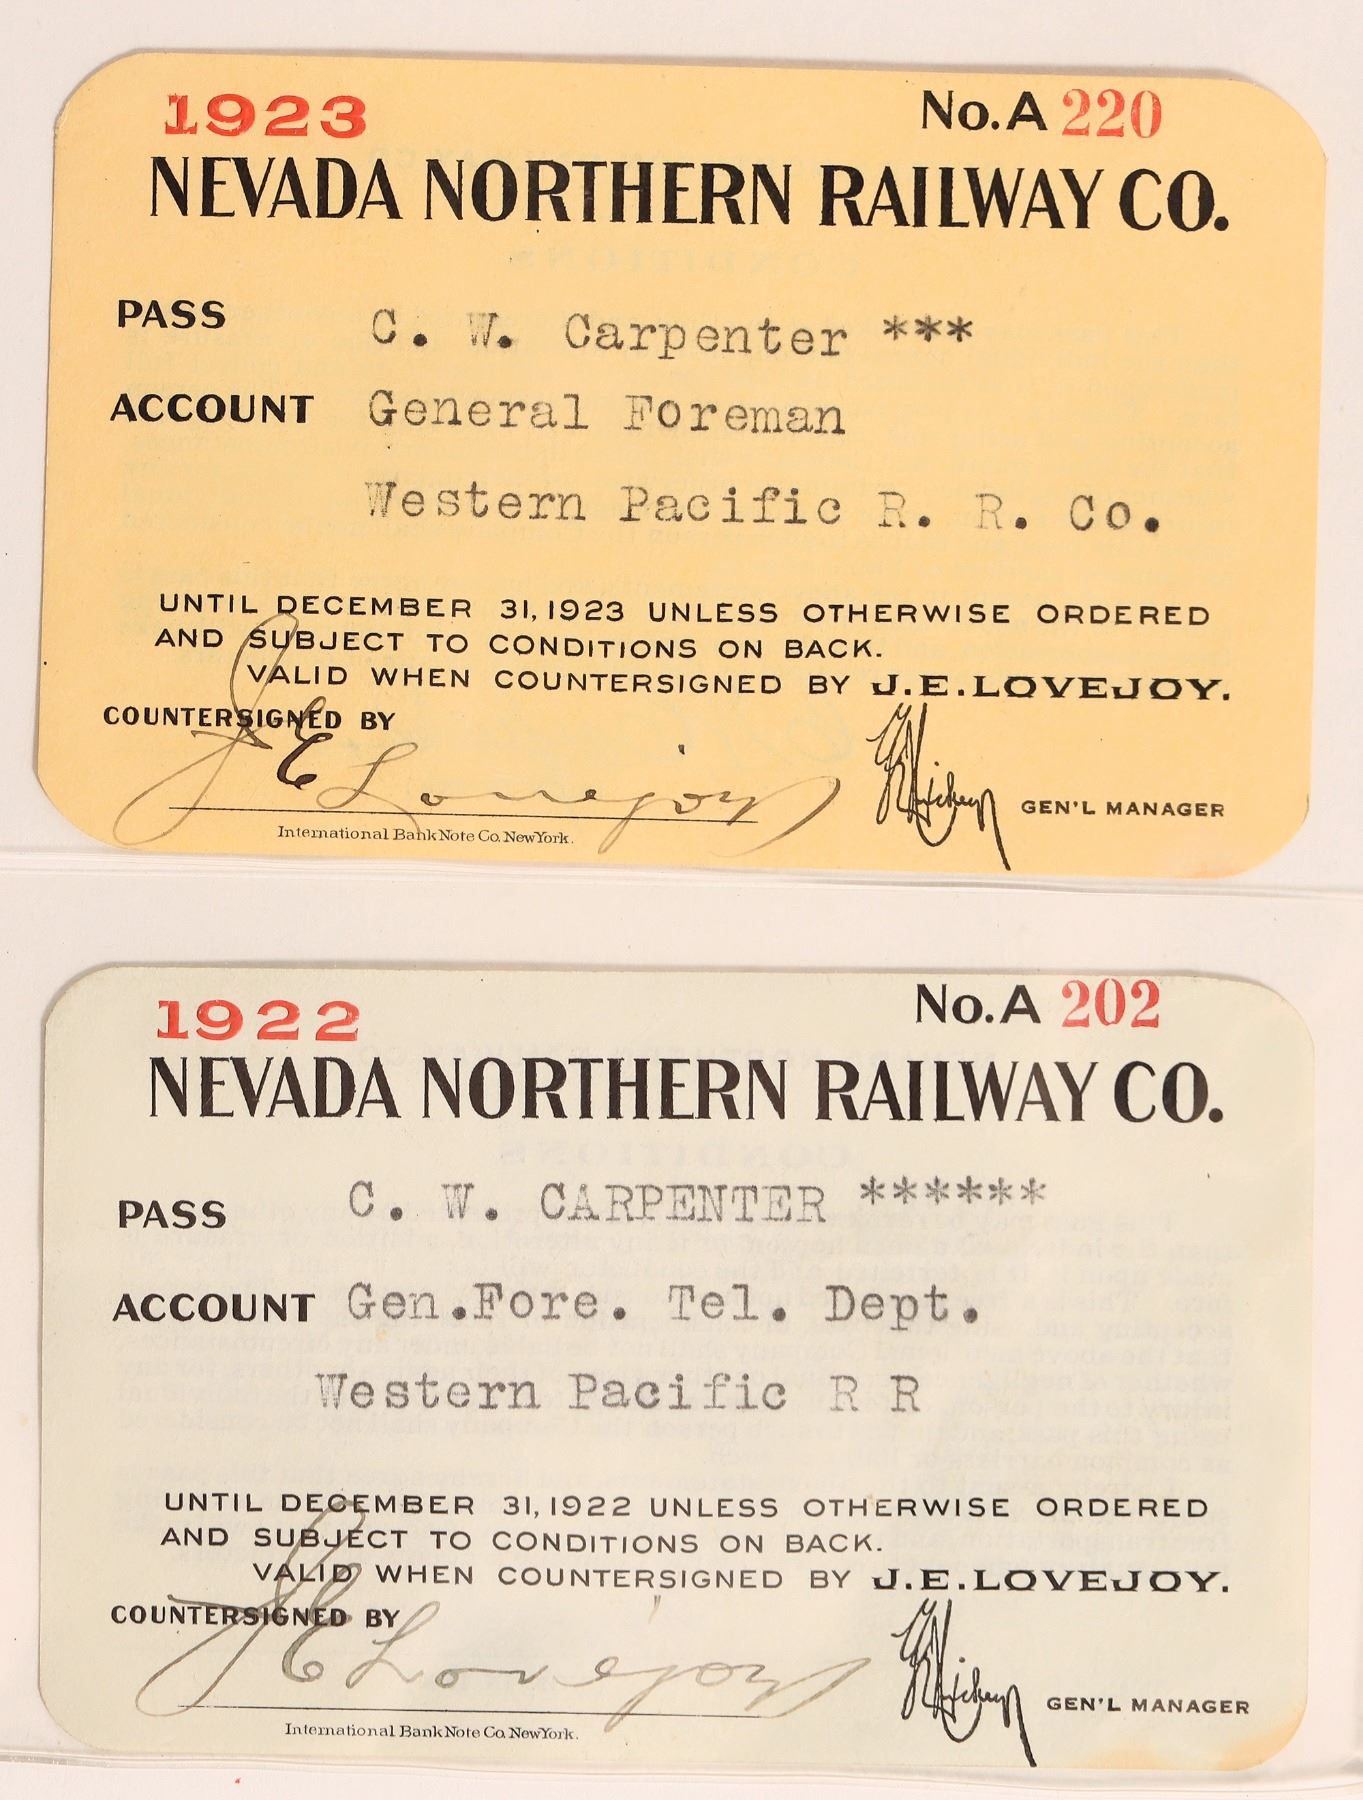 1923 No. A 220
NEVADA NORTHERN RAILWAY CO.
PASS C. W. Carpenter ***
ACCOUNT General Foreman
Western Pacific R. R. Co.
UNTIL DECEMBER 31, 1923 UNLESS OTHERWISE ORDERED
AND SUBJECT TO CONDITIONS ON BACK.
VALID WHEN COUNTERSIGNED BY J.E. LOVEJOY.
COUNTERSIGNED BY
J E Lovejoy
GEN'L MANAGER
International Bank Note Co. New York.
1922 No. A 202
NEVADA NORTHERN RAILWAY CO.
PASS C. W. CARPENTER ******
ACCOUNT Gen.Fore. Tel. Dept.
Western Pacific R R
UNTIL DECEMBER 31, 1922 UNLESS OTHERWISE ORDERED
AND SUBJECT TO CONDITIONS ON BACK.
VALID WHEN COUNTERSIGNED BY J.E. LOVEJOY.
COUNTERSIGNED BY
J E Lovejoy
GEN'L MANAGER
International Bank Note Co. New York.